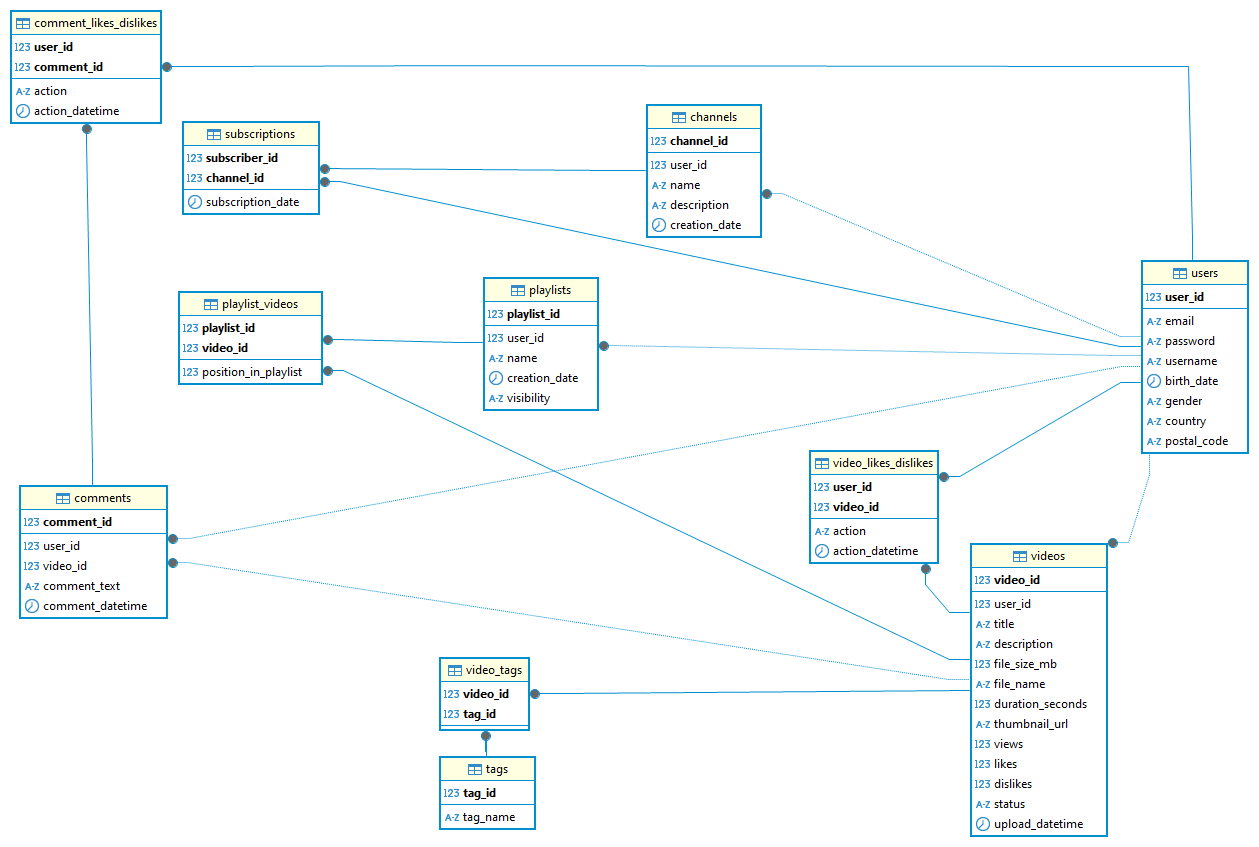 comment_likes_dislikes
123 user_id
123 comment_id
A-Z action
action_datetime
subscriptions
123 subscriber_id
123 channel_id
subscription_date
channels
123 channel_id
123 user_id
A-Z name
A-Z description
creation_date
users
123 user_id
A-Z email
A-Z password
A-Z username
birth_date
A-Z gender
A-Z country
A-Z postal_code
playlist_videos
123 playlist_id
123 video_id
123 position_in_playlist
playlists
123 playlist_id
123 user_id
A-Z name
creation_date
A-Z visibility
video_likes_dislikes
123 user_id
123 video_id
A-Z action
action_datetime
comments
123 comment_id
123 user_id
123 video_id
A-Z comment_text
comment_datetime
videos
123 video_id
123 user_id
A-Z title
A-Z description
123 file_size_mb
A-Z file_name
123 duration_seconds
A-Z thumbnail_url
123 views
123 likes
123 dislikes
A-Z status
upload_datetime
video_tags
123 video_id
123 tag_id
tags
123 tag_id
A-Z tag_name